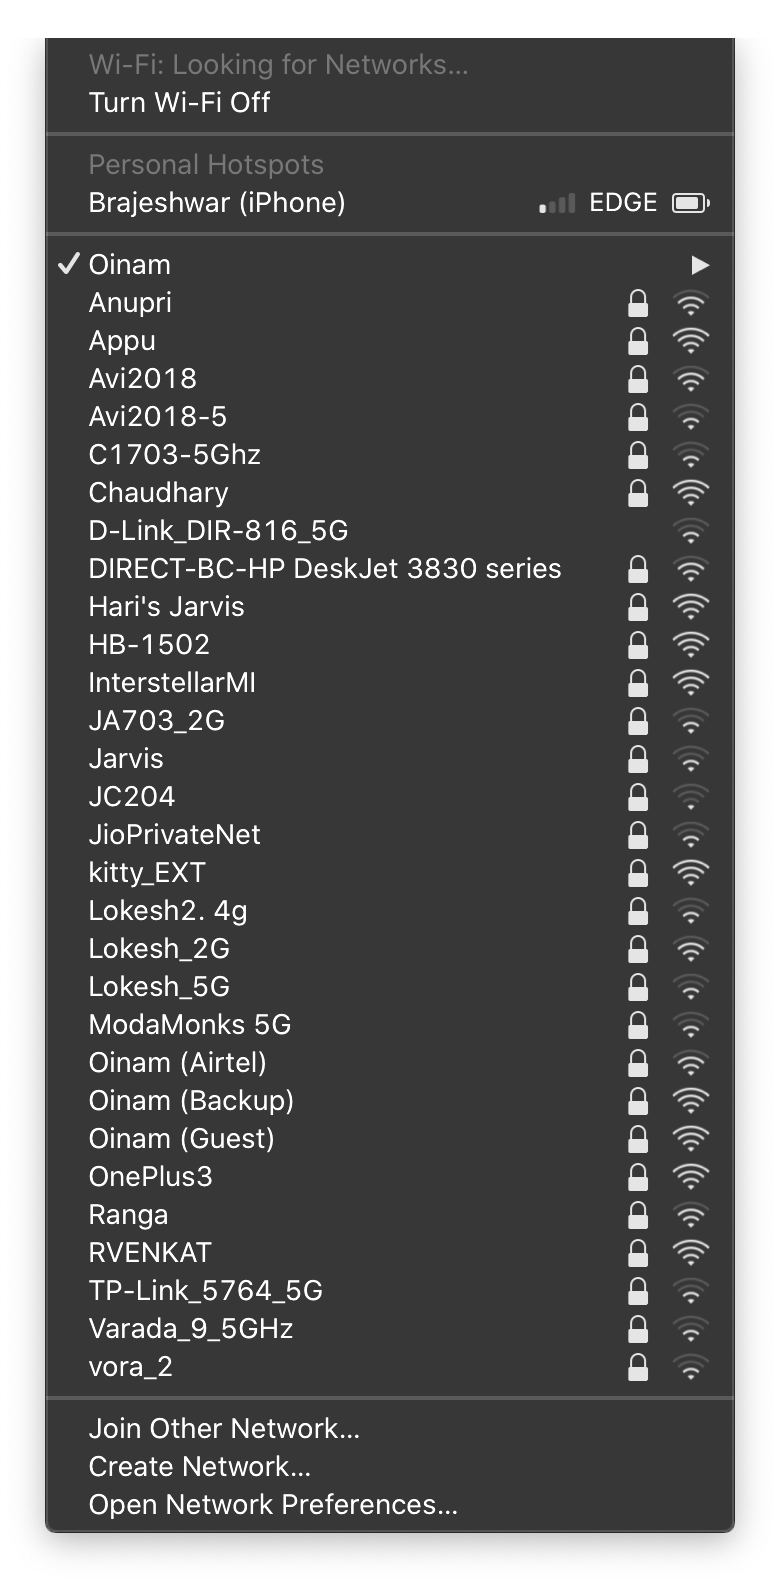 Wi-Fi: Looking for Networks...
Turn Wi-Fi Off
Personal Hotspots
Brajeshwar (iPhone) EDGE
Oinam
Anupri
Appu
Avi2018
Avi2018-5
C1703-5Ghz
Chaudhary
D-Link_DIR-816_5G
DIRECT-BC-HP DeskJet 3830 series
Hari's Jarvis
HB-1502
InterstellarMI
JA703_2G
Jarvis
JC204
JioPrivateNet
kitty_EXT
Lokesh2. 4g
Lokesh_2G
Lokesh_5G
ModaMonks 5G
Oinam (Airtel)
Oinam (Backup)
Oinam (Guest)
OnePlus3
Ranga
RVENKAT
TP-Link_5764_5G
Varada_9_5GHz
vora_2
Join Other Network...
Create Network...
Open Network Preferences...